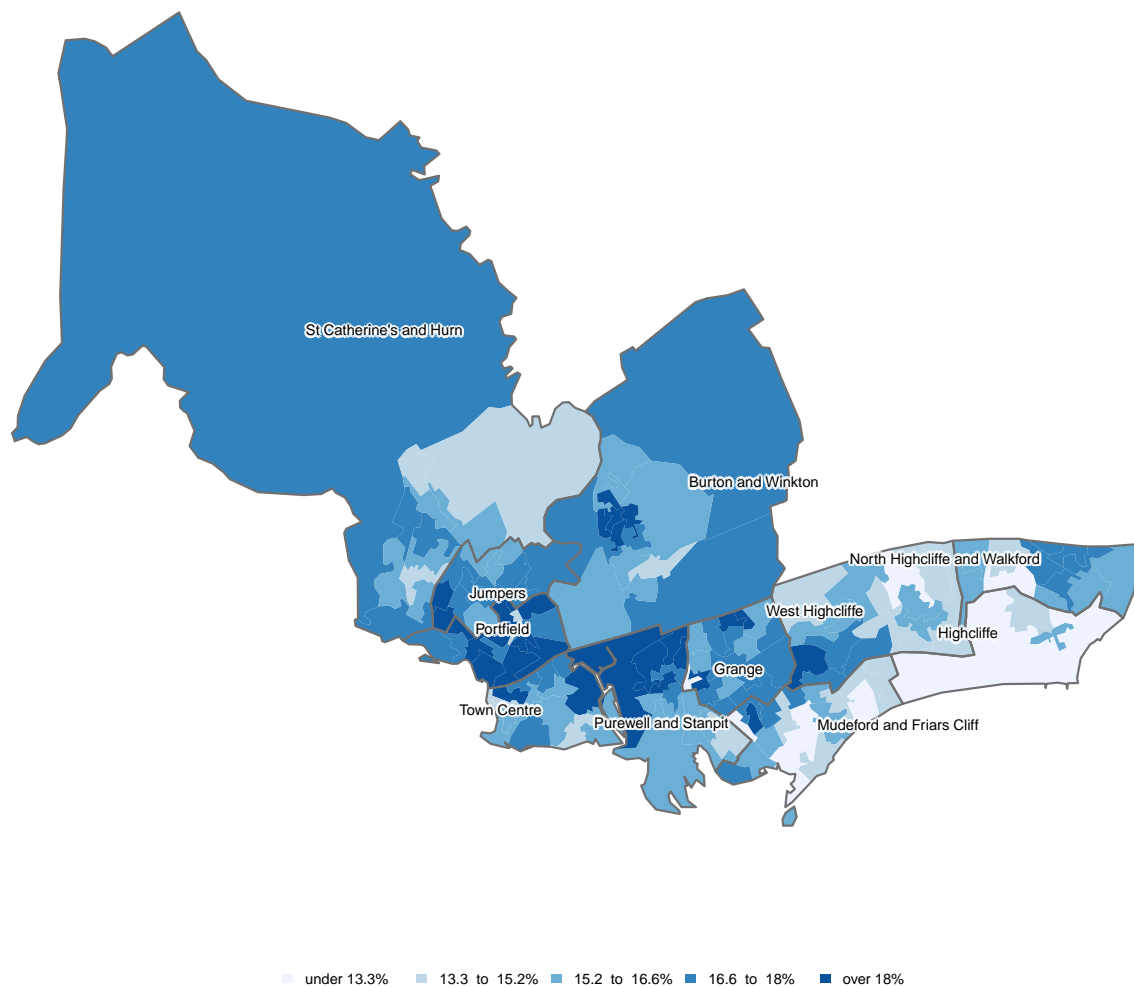 St Catherine's and Hurn
Burton and Winkton
North Highcliffe and Walkford
Jumpers
West Highcliffe
Portfield
Highcliffe
Grange
Town Centre
Purewell and Stanpit
Mudeford and Friars Cliff
under 13.3% 13.3 to 15.2% 15.2 to 16.6% 16.6 to 18% over 18%